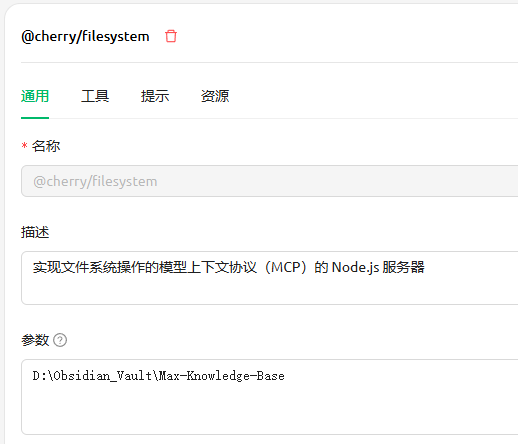 @cherry/filesystem
通用 工具 提示 资源
* 名称
@cherry/filesystem
描述
实现文件系统操作的模型上下文协议（MCP）的 Node.js 服务器
参数 ?
D:\Obsidian_Vault\Max-Knowledge-Base